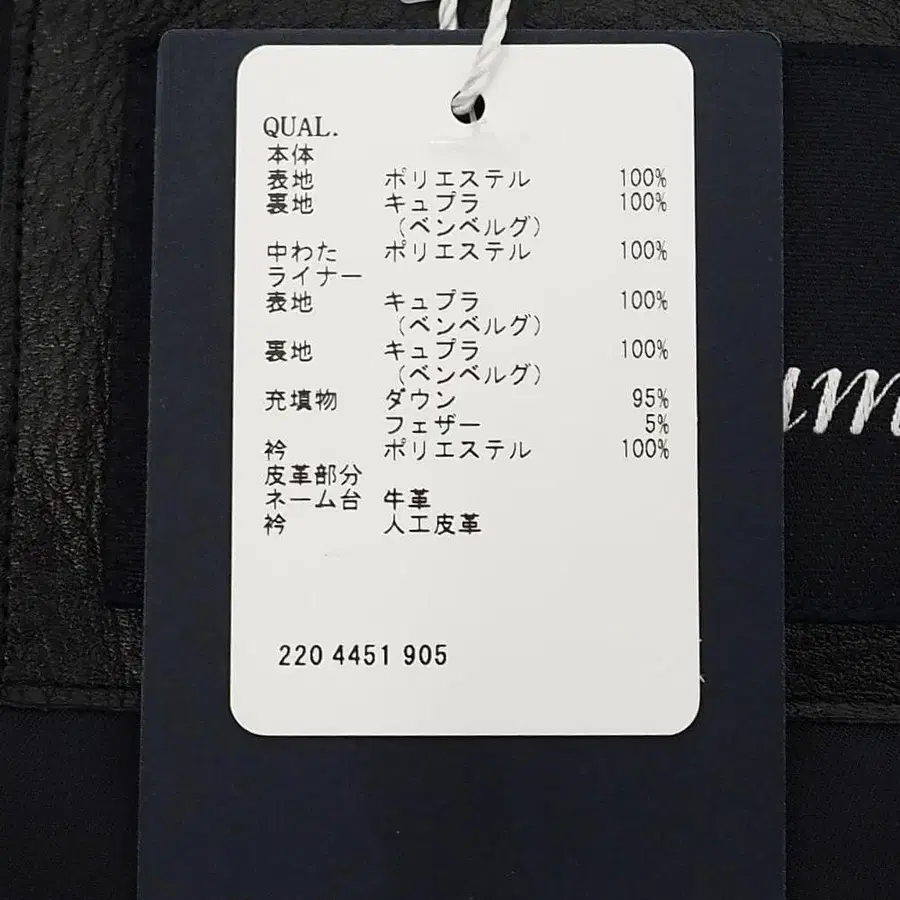 QUAL.
本体
表地 ポリエステル 100%
裏地 キュプラ 100%
(ベンベルグ)
中わた ポリエステル 100%
ライナー
表地 キュプラ 100%
(ベンベルグ)
裏地 キュプラ 100%
(ベンベルグ)
充填物 ダウン 95%
フェザー 5%
衿 ポリエステル 100%
皮革部分
ネーム台 牛革
衿 人工皮革
220 4451 905